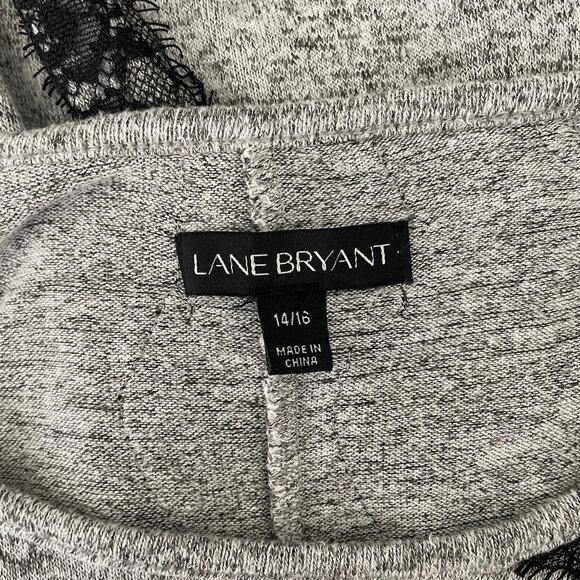 LANE BRYANT
14/16
MADE IN
CHINA